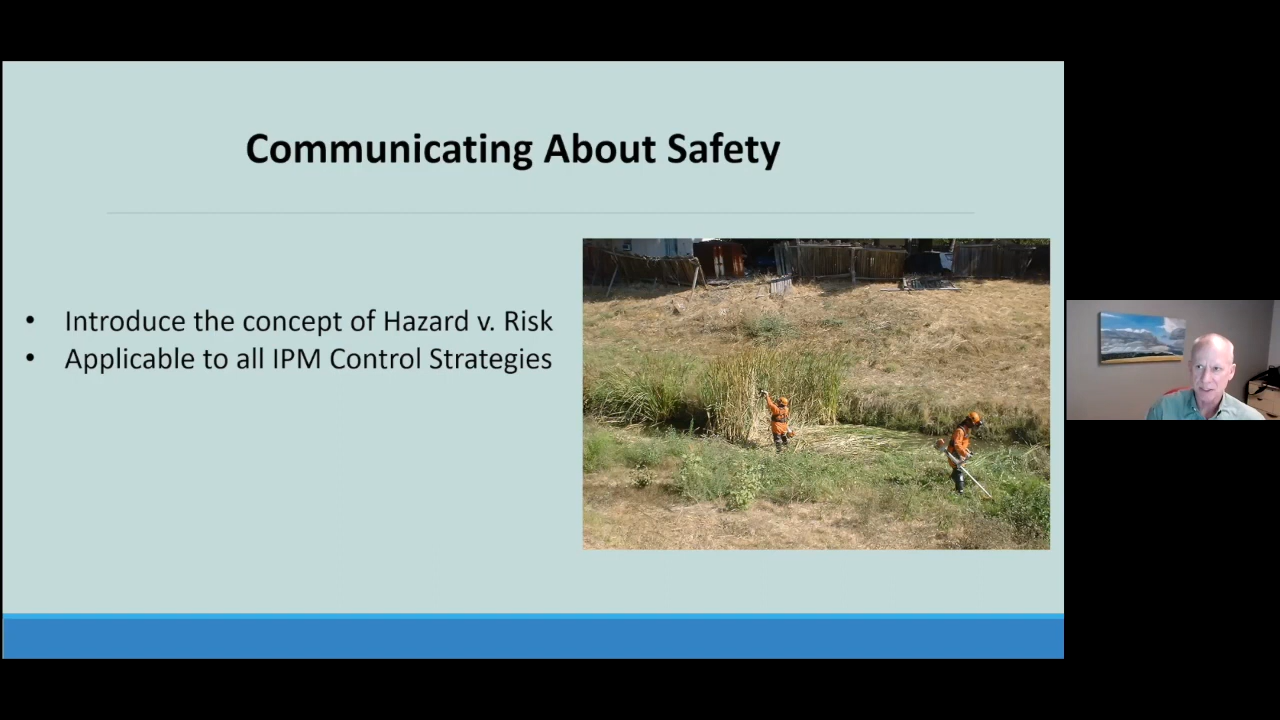 Communicating About Safety
• Introduce the concept of Hazard v. Risk
• Applicable to all IPM Control Strategies